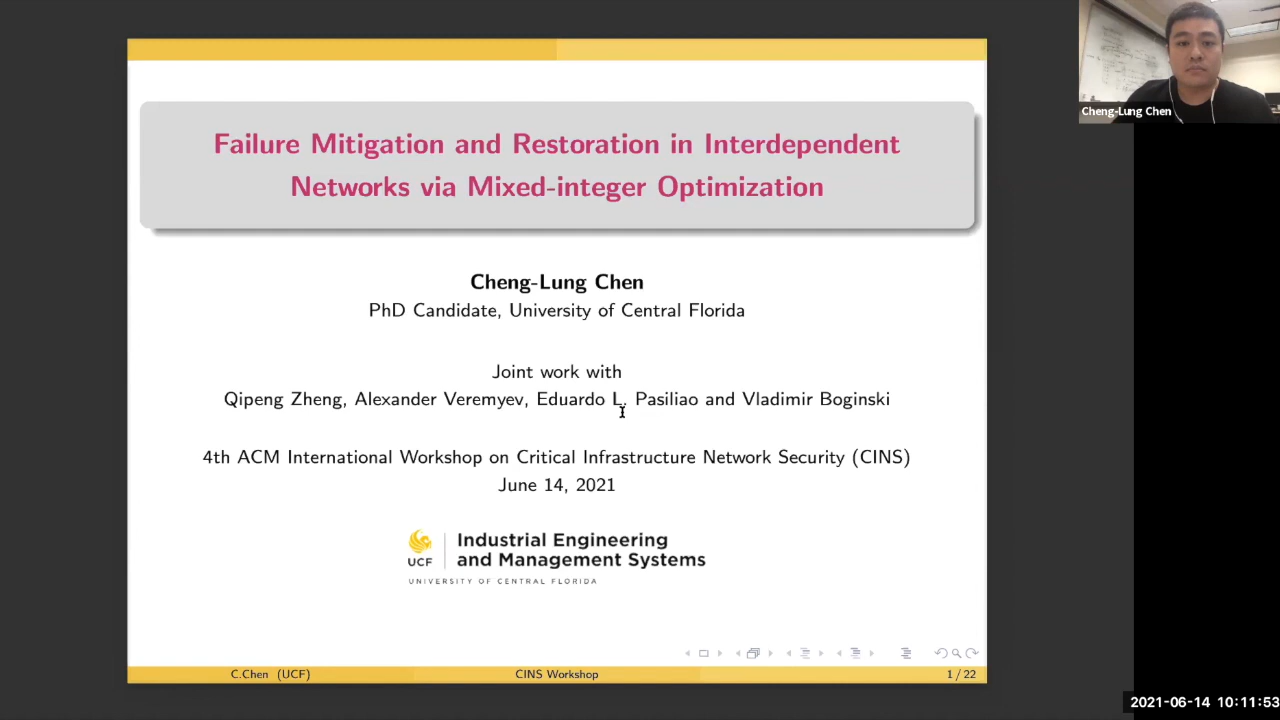 Failure Mitigation and Restoration in Interdependent
Networks via Mixed-integer Optimization
Cheng-Lung Chen
PhD Candidate, University of Central Florida
Joint work with
Qipeng Zheng, Alexander Veremyev, Eduardo L. Pasiliao and Vladimir Boginski
4th ACM International Workshop on Critical Infrastructure Network Security (CINS)
June 14, 2021
UCF
Industrial Engineering
and Management Systems
UNIVERSITY OF CENTRAL FLORIDA
C.Chen (UCF)
CINS Workshop
1 / 22
Cheng-Lung Chen
2021-06-14 10:11:53